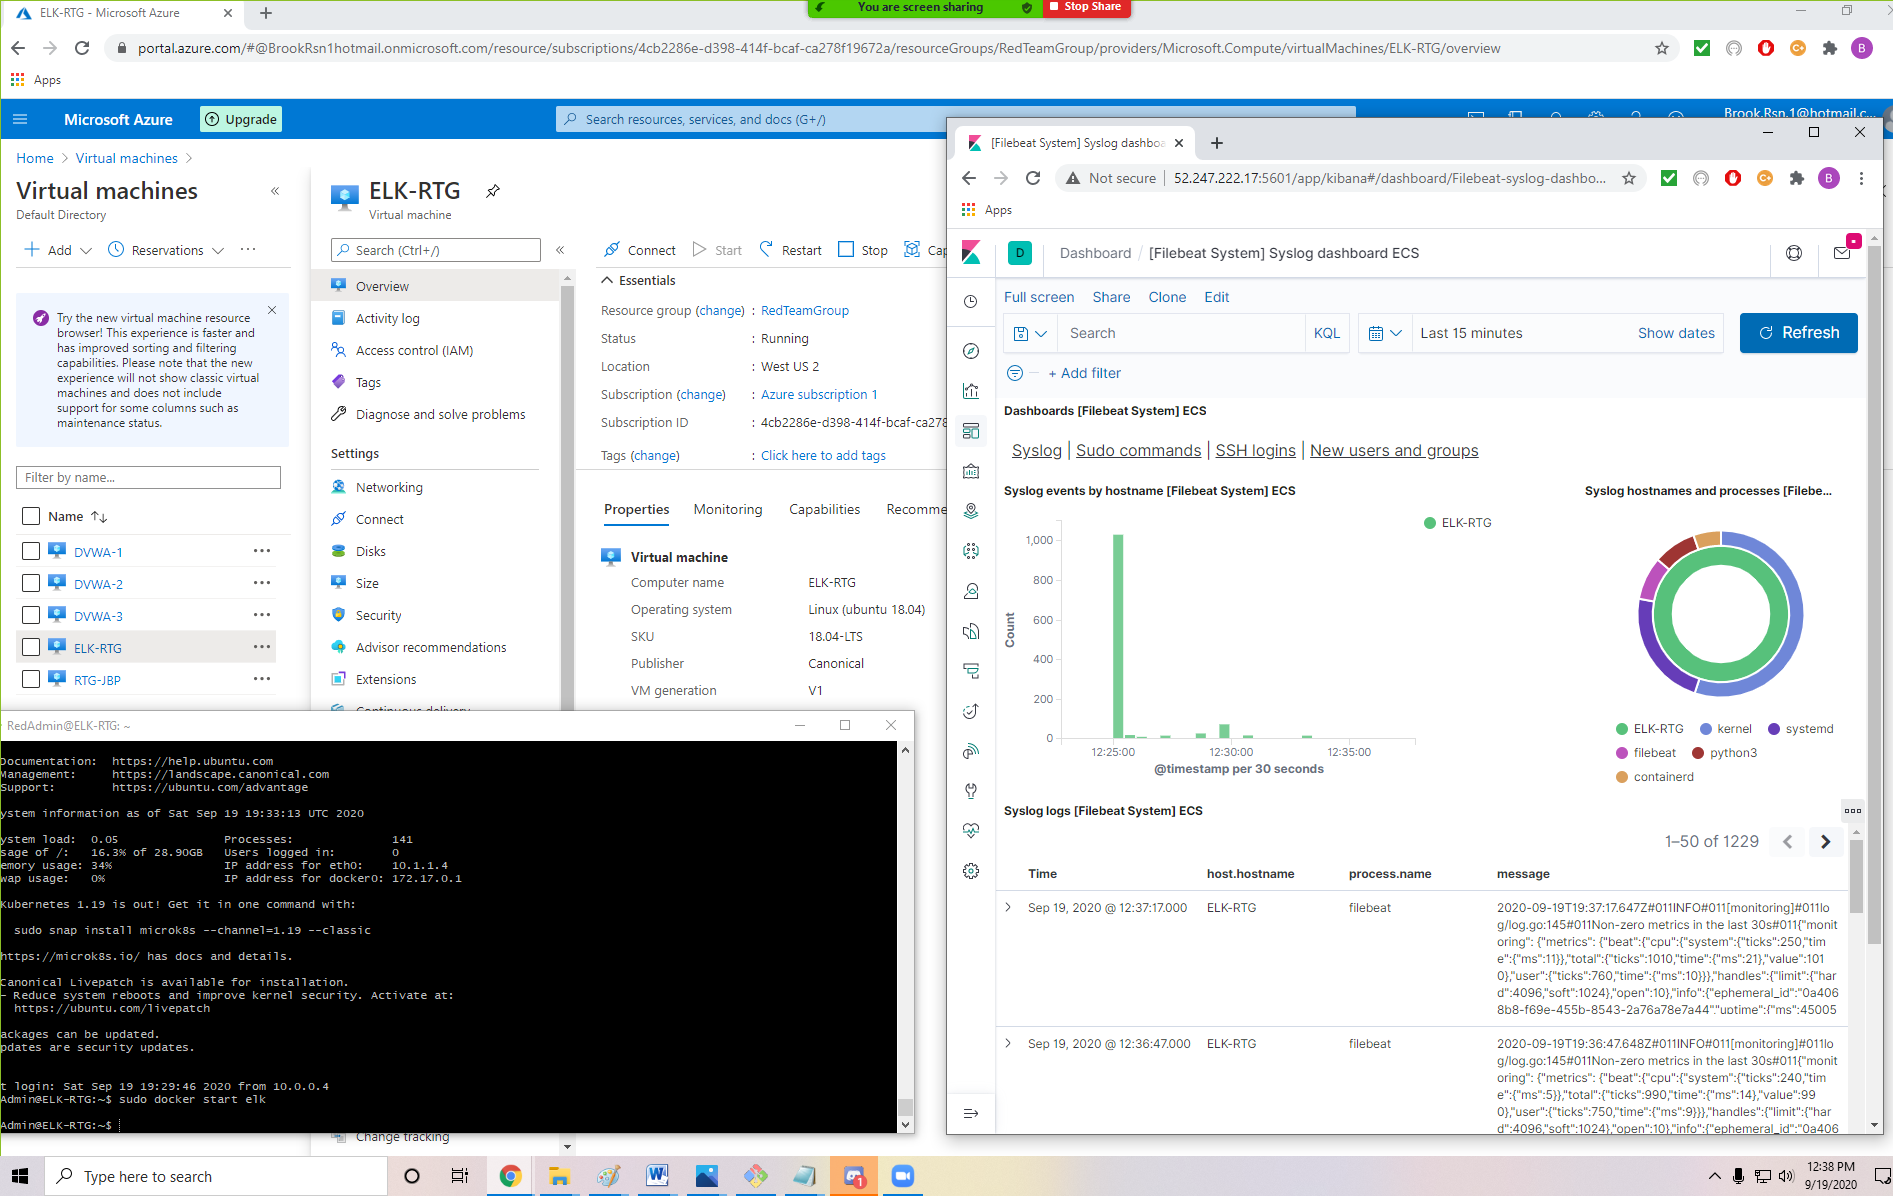 ELK-RTG - Microsoft Azure
You are screen sharing
Stop Share
portal.azure.com/#@BrookRsn1hotmail.onmicrosoft.com/resource/subscriptions/4cb2286e-d398-414f-bcaf-ca278f19672a/resourceGroups/RedTeamGroup/providers/Microsoft.Compute/virtualMachines/ELK-RTG/overview
B
Apps
Microsoft Azure
Upgrade
Search resources, services, and docs (G+/)
Brook.Rsn.1@hotmail.c...
Home > Virtual machines >
Virtual machines
Default Directory
Add
Reservations
Try the new virtual machine resource
browser! This experience is faster and
has improved sorting and filtering
capabilities. Please note that the new
experience will not show classic virtual
machines and does not include
support for some columns such as
maintenance status.
Filter by name...
Name
DVWA-1
DVWA-2
DVWA-3
ELK-RTG
RTG-JBP
ELK-RTG
Virtual machine
Search (Ctrl+/)
Overview
Activity log
Access control (IAM)
Tags
Diagnose and solve problems
Settings
Networking
Connect
Disks
Size
Security
Advisor recommendations
Extensions
Continuous delivery
Change tracking
Connect
Start
Restart
Stop
Cap
Essentials
Resource group (change) : RedTeamGroup
Status : Running
Location : West US 2
Subscription (change) : Azure subscription 1
Subscription ID : 4cb2286e-d398-414f-bcaf-ca278
Tags (change) : Click here to add tags
Properties
Monitoring
Capabilities
Recomme
Virtual machine
Computer name ELK-RTG
Operating system Linux (ubuntu 18.04)
SKU 18.04-LTS
Publisher Canonical
VM generation V1
RedAdmin@ELK-RTG: ~
Documentation: https://help.ubuntu.com
Management: https://landscape.canonical.com
Support: https://ubuntu.com/advantage
ystem information as of Sat Sep 19 19:33:13 UTC 2020
ystem load: 0.05 Processes: 141
sage of /: 16.3% of 28.90GB Users logged in: 0
emory usage: 34% IP address for eth0: 10.1.1.4
wap usage: 0% IP address for docker0: 172.17.0.1
Kubernetes 1.19 is out! Get it in one command with:
sudo snap install microk8s --channel=1.19 --classic
https://microk8s.io/ has docs and details.
Canonical Livepatch is available for installation.
- Reduce system reboots and improve kernel security. Activate at:
https://ubuntu.com/livepatch
ackages can be updated.
pdates are security updates.
t login: Sat Sep 19 19:29:46 2020 from 10.0.0.4
Admin@ELK-RTG:~$ sudo docker start elk
Admin@ELK-RTG:~$
[Filebeat System] Syslog dashboa
Not secure | 52.247.222.17:5601/app/kibana#/dashboard/Filebeat-syslog-dashbo...
B
Apps
D
Dashboard / [Filebeat System] Syslog dashboard ECS
Full screen
Share
Clone
Edit
Search
KQL
Last 15 minutes
Show dates
Refresh
+ Add filter
Dashboards [Filebeat System] ECS
Syslog | Sudo commands | SSH logins | New users and groups
Syslog events by hostname [Filebeat System] ECS
ELK-RTG
1,000
800
600
400
200
0
Count
12:25:00
12:30:00
12:35:00
@timestamp per 30 seconds
Syslog hostnames and processes [Filebe...
ELK-RTG
kernel
systemd
filebeat
python3
containerd
Syslog logs [Filebeat System] ECS
1–50 of 1229
Time host.hostname process.name message
Sep 19, 2020 @ 12:37:17.000 ELK-RTG filebeat 2020-09-19T19:37:17.647Z#011INFO#011[monitoring]#011lo
g/log.go:145#011Non-zero metrics in the last 30s#011{"monit
oring": {"metrics": {"beat":{"cpu":{"system":{"ticks":250,"tim
e":{"ms":11}},"total":{"ticks":1010,"time":{"ms":21},"value":101
0},"user":{"ticks":760,"time":{"ms":10}}},"handles":{"limit":{"har
d":4096,"soft":1024},"open":10},"info":{"ephemeral_id":"0a406
8b8-f69e-455b-8543-2a76a78e7a44","uptime":{"ms":45005
Sep 19, 2020 @ 12:36:47.000 ELK-RTG filebeat 2020-09-19T19:36:47.648Z#011INFO#011[monitoring]#011lo
g/log.go:145#011Non-zero metrics in the last 30s#011{"monit
oring": {"metrics": {"beat":{"cpu":{"system":{"ticks":240,"tim
e":{"ms":5}},"total":{"ticks":990,"time":{"ms":14},"value":99
0},"user":{"ticks":750,"time":{"ms":9}}},"handles":{"limit":{"har
d":4096,"soft":1024},"open":10},"info":{"ephemeral_id":"0a406
Type here to search
1
12:38 PM
9/19/2020